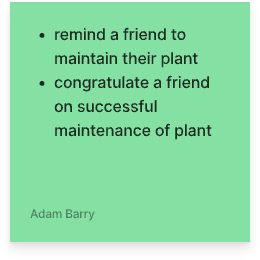 • remind a friend to
maintain their plant
• congratulate a friend
on successful
maintenance of plant
Adam Barry